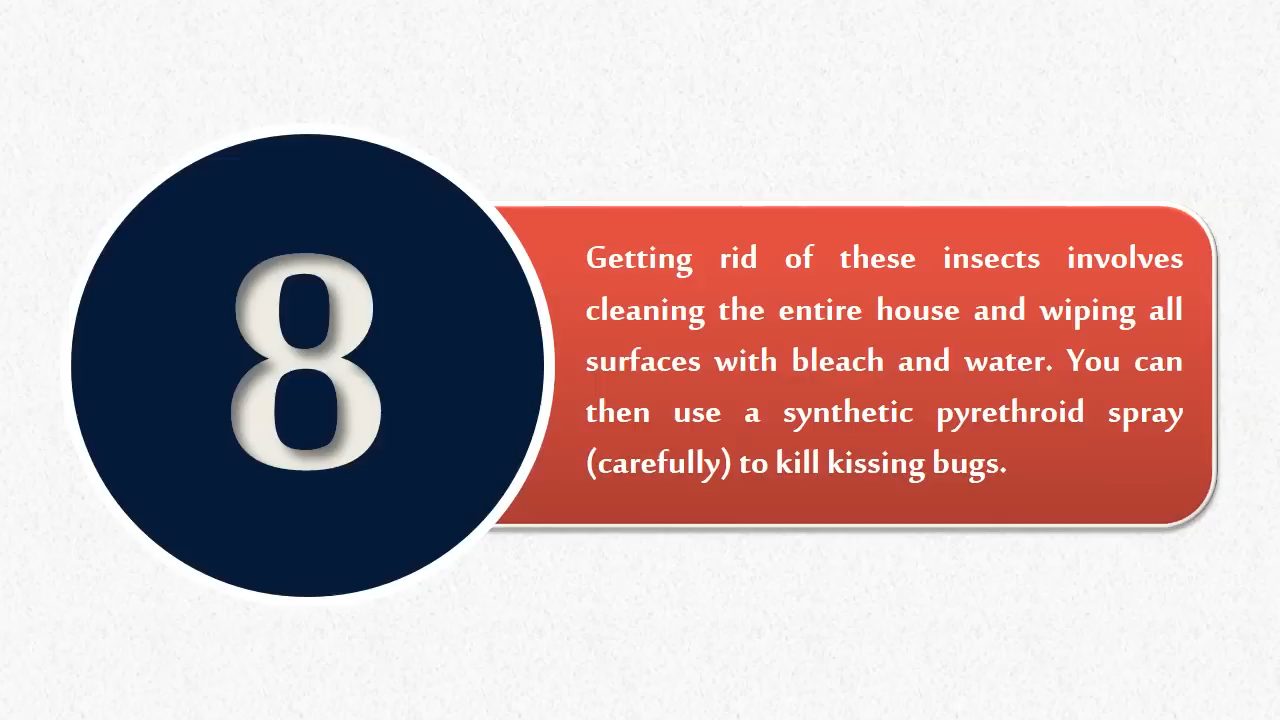 8
Getting rid of these insects involves
cleaning the entire house and wiping all
surfaces with bleach and water. You can
then use a synthetic pyrethroid spray
(carefully) to kill kissing bugs.